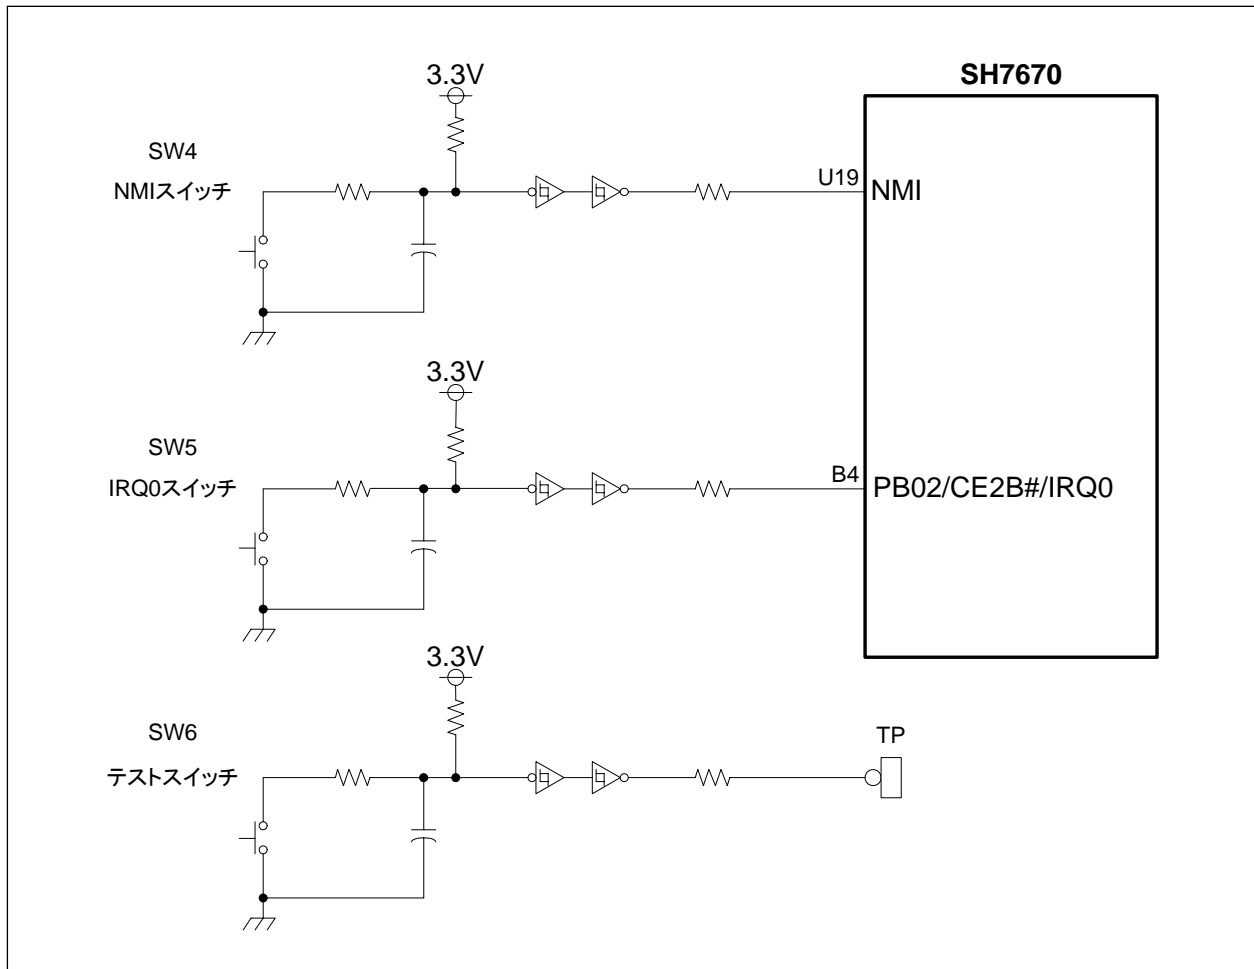 3.3V
SH7670
SW4
NMIスイッチ
U19
NMI
3.3V
SW5
IRQ0スイッチ
B4
PB02/CE2B#/IRQ0
3.3V
SW6
テストスイッチ
TP